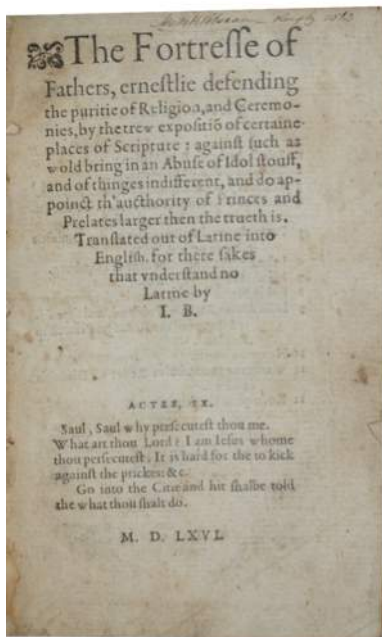 The Fortresse of
Fathers, ernestlie defending
the puritie of Religion, and Ceremo-
nies, by the trew expositiõ of certaine
places of Scripture: against such as
wold bring in an Abuse of Idol stouff,
and of thinges indifferent, and do ap-
poinct th'aucthority of Princes and
Prelates larger then the trueth is.
Translated out of Latine into
English. for there sakes
that vnderstand no
Latine by
I. B.
ACTES, IX.
Saul, Saul why persecutest thou me.
What art thou Lord? I am Iesus whome
thou persecutest. It is hard for the to kick
against the prickes: &c.
Go into the Citie and hit shalbe told
the what thou shalt do.
M. D. LXVI.